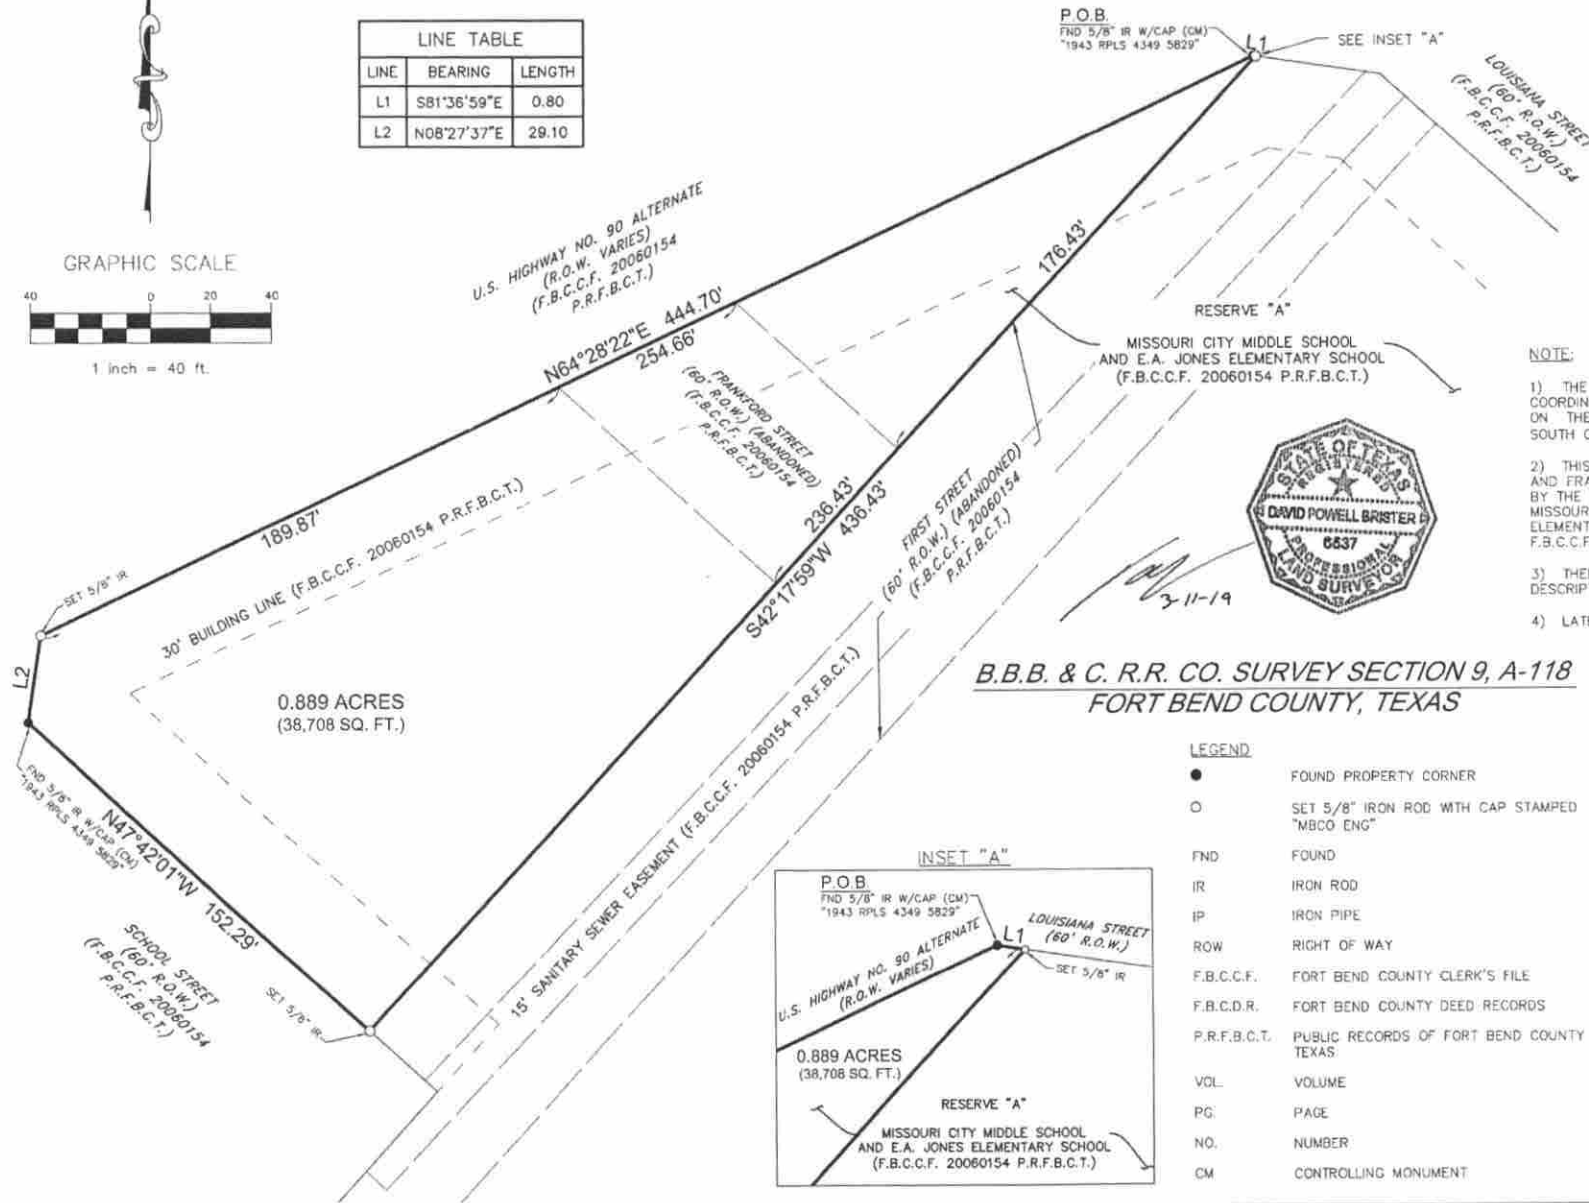 LINE TABLE
LINE BEARING LENGTH
L1 S81°36'59"E 0.80
L2 N08°27'37"E 29.10
GRAPHIC SCALE
40 0 20 40
1 inch = 40 ft.
P.O.B.
FND 5/8" IR W/CAP (CM)
"1943 RPLS 4349 5829"
L1
SEE INSET "A"
LOUISIANA STREET
(60' R.O.W.)
(F.B.C.C.F. 20060154
P.R.F.B.C.T.)
U.S. HIGHWAY NO. 90 ALTERNATE
(R.O.W. VARIES)
(F.B.C.C.F. 20060154
P.R.F.B.C.T.)
N64°28'22"E 444.70'
254.66'
189.87'
176.43'
FRANKFORD STREET
(60' R.O.W.) (ABANDONED)
(F.B.C.C.F. 20060154
P.R.F.B.C.T.)
236.43'
S42°17'59"W 436.43'
RESERVE "A"
MISSOURI CITY MIDDLE SCHOOL
AND E.A. JONES ELEMENTARY SCHOOL
(F.B.C.C.F. 20060154 P.R.F.B.C.T.)
FIRST STREET
(60' R.O.W.) (ABANDONED)
(F.B.C.C.F. 20060154
P.R.F.B.C.T.)
SET 5/8" IR
30' BUILDING LINE (F.B.C.C.F. 20060154 P.R.F.B.C.T.)
L2
0.889 ACRES
(38,708 SQ. FT.)
FND 5/8" IR W/CAP (CM)
"1943 RPLS 4349 5829"
N47°42'01"W 152.29'
SCHOOL STREET
(60' R.O.W.)
(F.B.C.C.F. 20060154
P.R.F.B.C.T.)
SET 5/8" IR
15' SANITARY SEWER EASEMENT (F.B.C.C.F. 20060154 P.R.F.B.C.T.)
NOTE:
1) THE
ON THE
SOUTH
2) THIS
AND
BY THE
3)
4)
STATE OF TEXAS
REGISTERED
DAVID POWELL BRISTER
6537
PROFESSIONAL
LAND SURVEYOR
3-11-19
B.B.B. & C. R.R. CO. SURVEY SECTION 9, A-118
FORT BEND COUNTY, TEXAS
LEGEND
FOUND PROPERTY CORNER
SET 5/8" IRON ROD WITH CAP STAMPED
"MBCO ENG"
FND FOUND
IR IRON ROD
IP IRON PIPE
ROW RIGHT OF WAY
F.B.C.C.F. FORT BEND COUNTY CLERK'S FILE
F.B.C.D.R. FORT BEND COUNTY DEED RECORDS
P.R.F.B.C.T. PUBLIC RECORDS OF FORT BEND COUNTY
TEXAS
VOL. VOLUME
PG. PAGE
NO. NUMBER
CM CONTROLLING MONUMENT
INSET "A"
P.O.B.
FND 5/8" IR W/CAP (CM)
"1943 RPLS 4349 5829"
L1
LOUISIANA STREET
(60' R.O.W.)
SET 5/8" IR
U.S. HIGHWAY NO. 90 ALTERNATE
(R.O.W. VARIES)
0.889 ACRES
(38,708 SQ. FT.)
RESERVE "A"
MISSOURI CITY MIDDLE SCHOOL
AND E.A. JONES ELEMENTARY SCHOOL
(F.B.C.C.F. 20060154 P.R.F.B.C.T.)